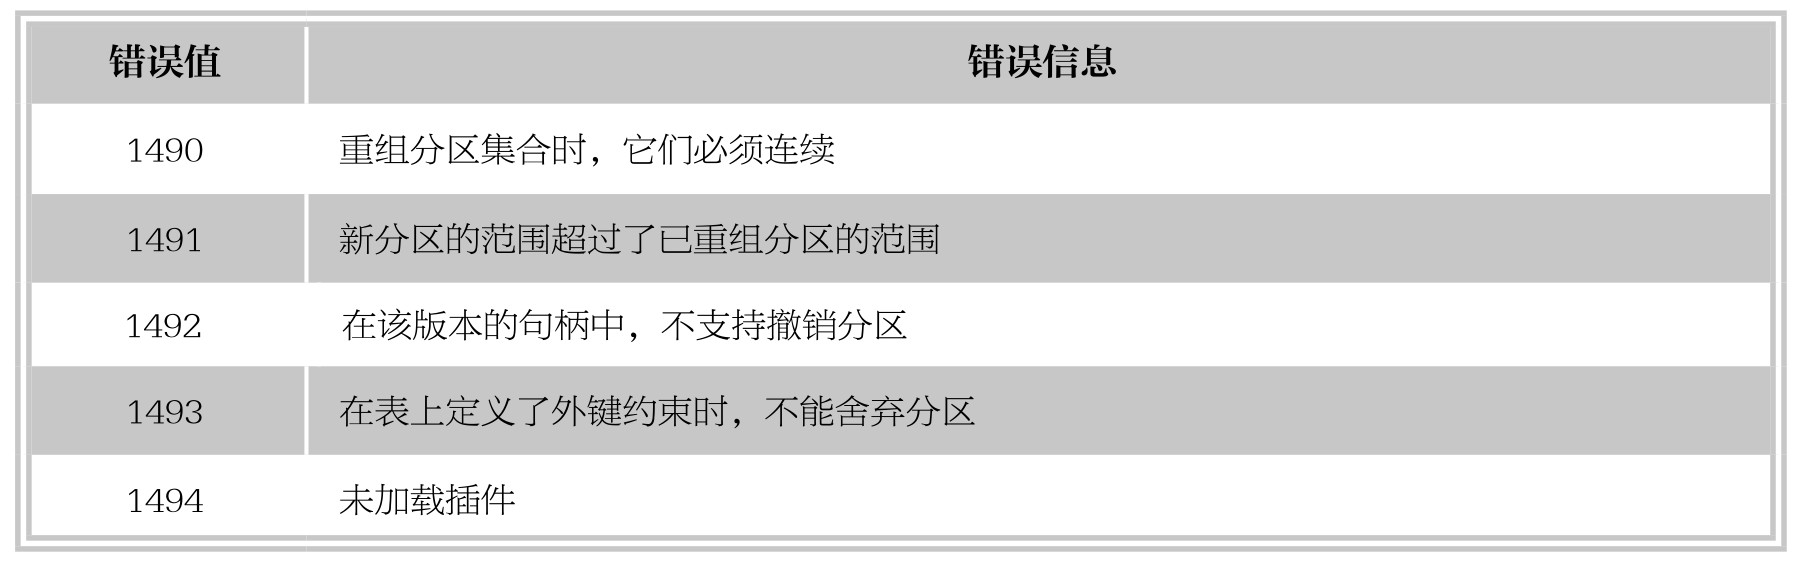 错误值 错误信息
1490 重组分区集合时，它们必须连续
1491 新分区的范围超过了已重组分区的范围
1492 在该版本的句柄中，不支持撤销分区
1493 在表上定义了外键约束时，不能舍弃分区
1494 未加载插件